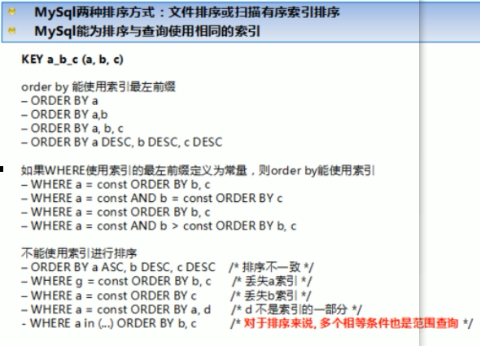 MySql两种排序方式：文件排序或扫描有序索引排序
MySql能为排序与查询使用相同的索引
KEY a_b_c (a, b, c)
order by 能使用索引最左前缀
– ORDER BY a
– ORDER BY a,b
– ORDER BY a, b, c
– ORDER BY a DESC, b DESC, c DESC
如果WHERE使用索引的最左前缀定义为常量，则order by能使用索引
– WHERE a = const ORDER BY b, c
– WHERE a = const AND b = const ORDER BY c
– WHERE a = const ORDER BY b, c
– WHERE a = const AND b > const ORDER BY b, c
不能使用索引进行排序
– ORDER BY a ASC, b DESC, c DESC /* 排序不一致 */
– WHERE g = const ORDER BY b, c /* 丢失a索引 */
– WHERE a = const ORDER BY c /* 丢失b索引 */
– WHERE a = const ORDER BY a, d /* d 不是索引的一部分 */
- WHERE a in (...) ORDER BY b, c /* 对于排序来说, 多个相等条件也是范围查询 */